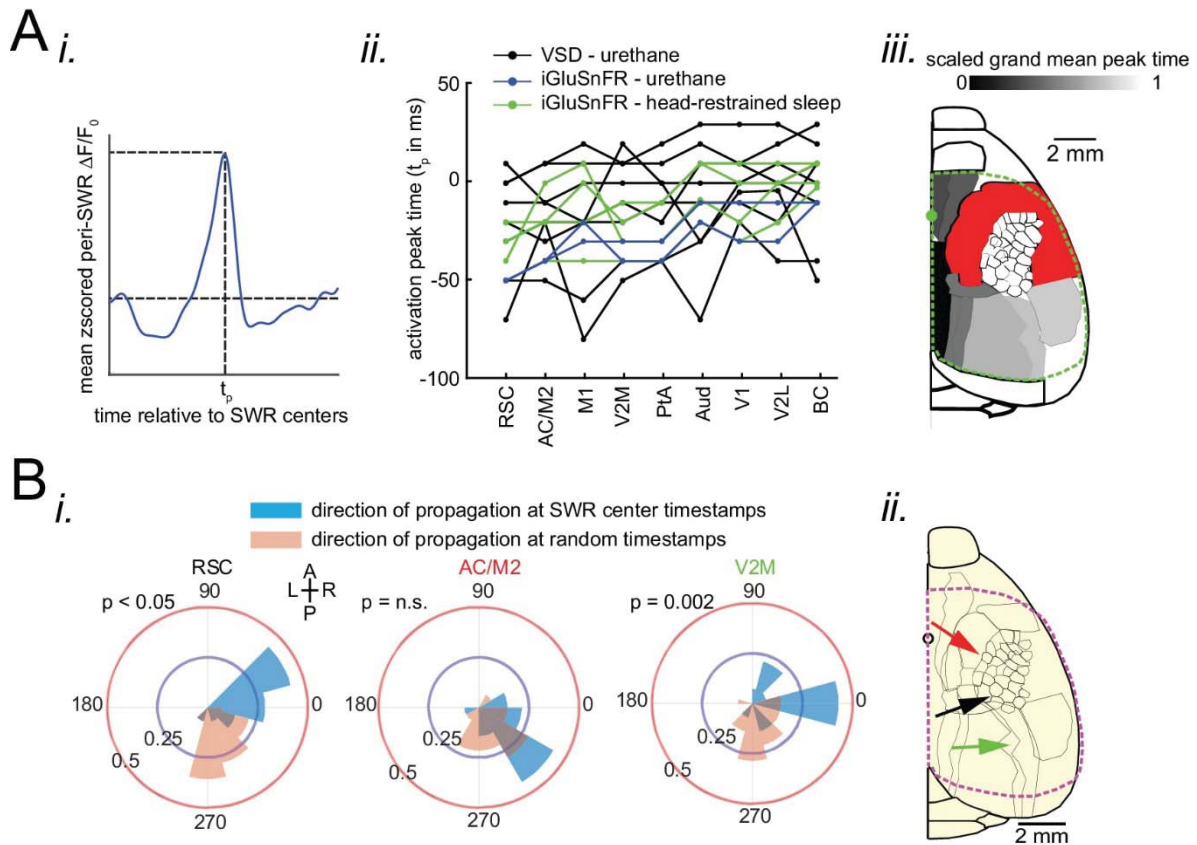 A
i.
mean zscored peri-SWR ΔF/F0
tp
time relative to SWR centers
ii.
VSD - urethane
iGluSnFR - urethane
iGluSnFR - head-restrained sleep
activation peak time (tp in ms)
50
0
-50
-100
RSC
AC/M2
M1
V2M
PtA
Aud
V1
V2L
BC
iii.
scaled grand mean peak time
0 1
2 mm
B
i.
direction of propagation at SWR center timestamps
direction of propagation at random timestamps
RSC
p < 0.05
90
180
0
270
0.25
0.5
A
L R
P
AC/M2
p = n.s.
90
180
0
270
0.25
0.5
V2M
p = 0.002
90
180
0
270
0.25
0.5
ii.
2 mm